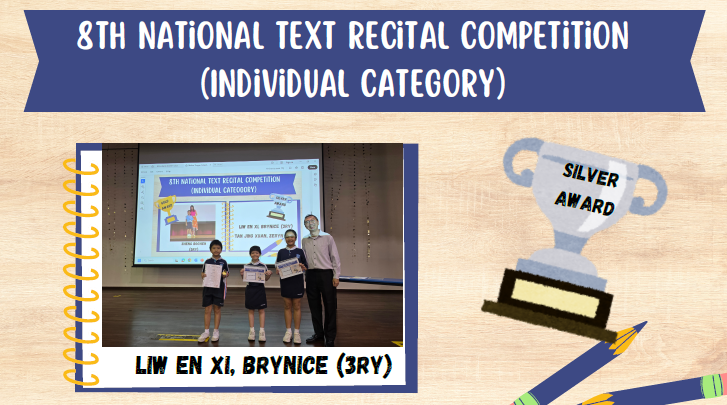 8TH NATIONAL TEXT RECITAL COMPETITION
(INDIVIDUAL CATEGORY)
8TH NATIONAL TEXT RECITAL COMPETITION
(INDIVIDUAL CATEGORY)
LIW EN XI, BRYNICE (3RY)
SILVER
AWARD
LIW EN XI, BRYNICE (3RY)